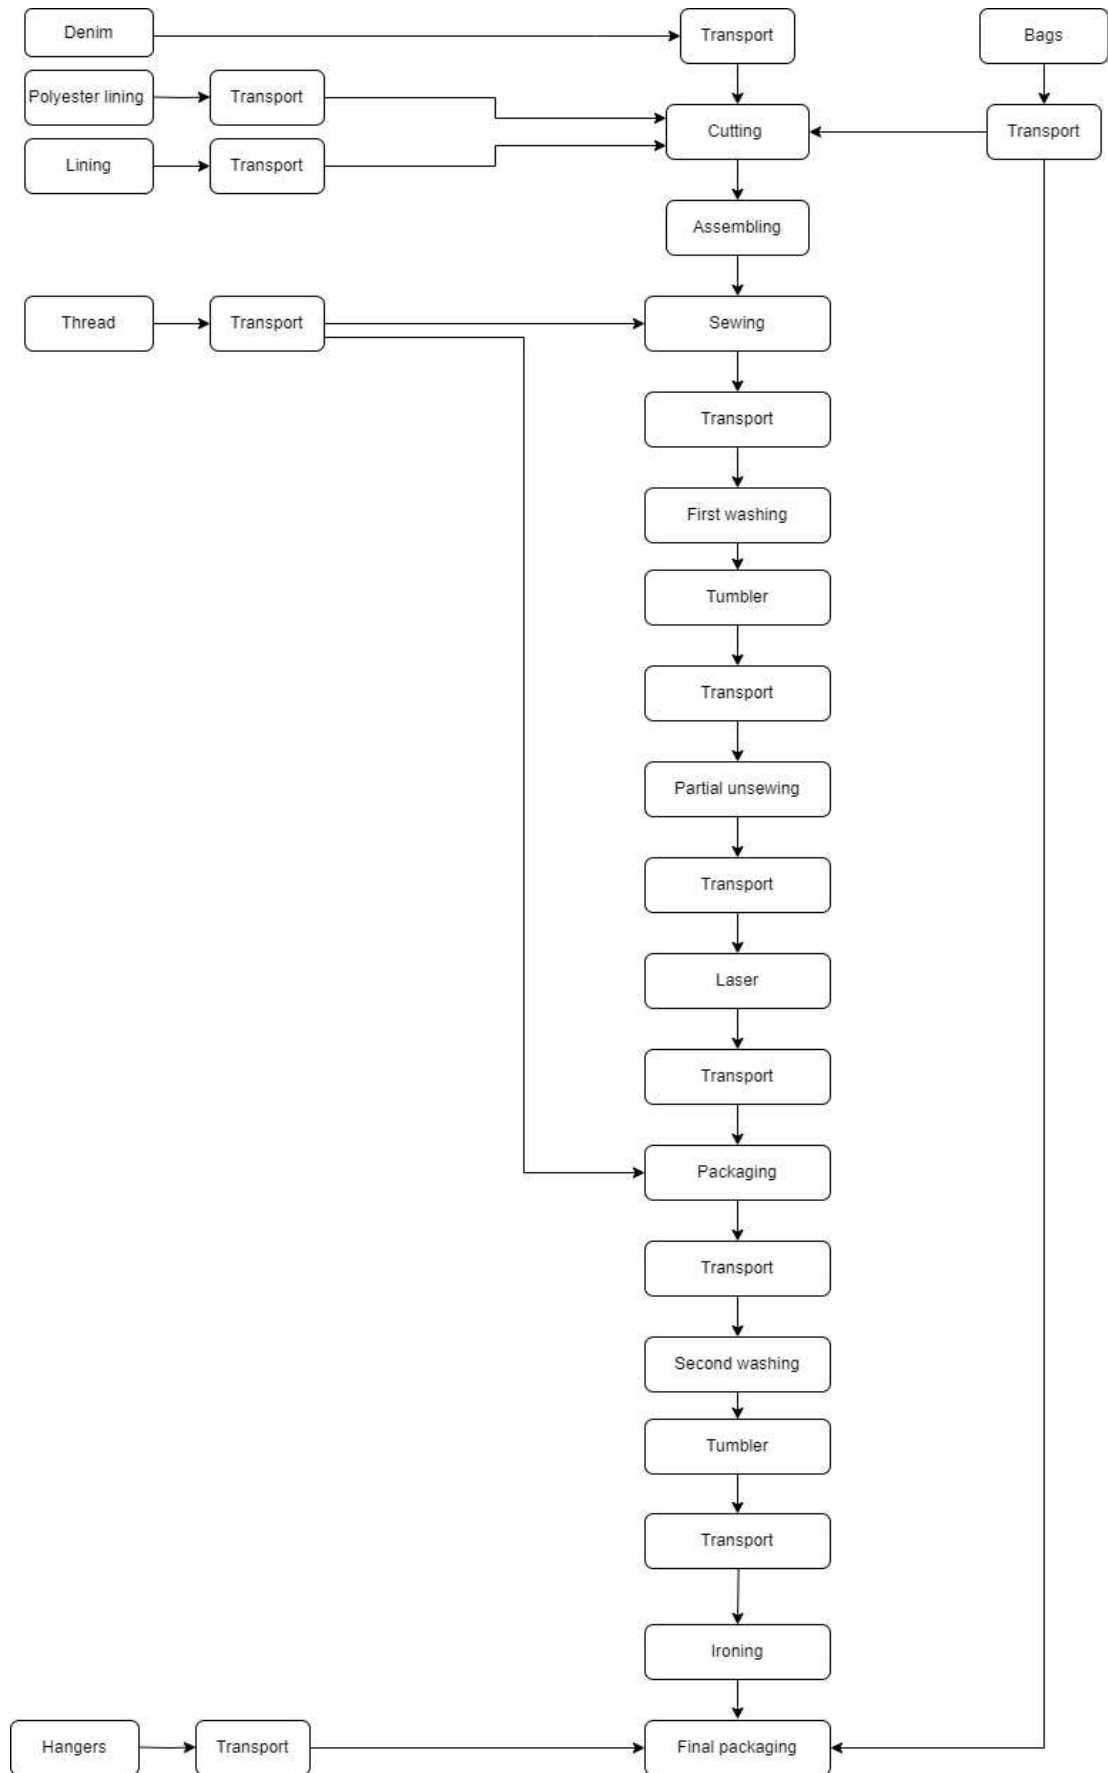 Denim
Transport
Bags
Polyester lining
Transport
Cutting
Transport
Lining
Transport
Assembling
Thread
Transport
Sewing
Transport
First washing
Tumbler
Transport
Partial unsewing
Transport
Laser
Transport
Packaging
Transport
Second washing
Tumbler
Transport
Ironing
Hangers
Transport
Final packaging